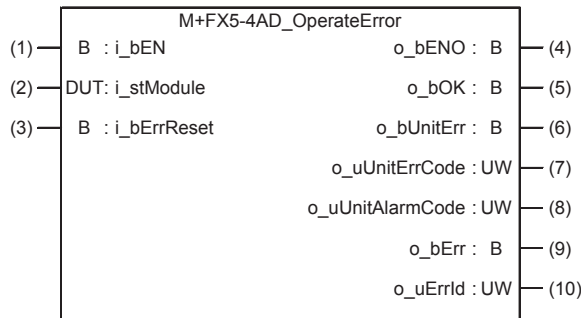 M+FX5-4AD_OperateError
(1) B : i_bEN o_bENO : B (4)
(2) DUT: i_stModule o_bOK : B (5)
(3) B : i_bErrReset o_bUnitErr : B (6)
o_uUnitErrCode : UW (7)
o_uUnitAlarmCode : UW (8)
o_bErr : B (9)
o_uErrId : UW (10)